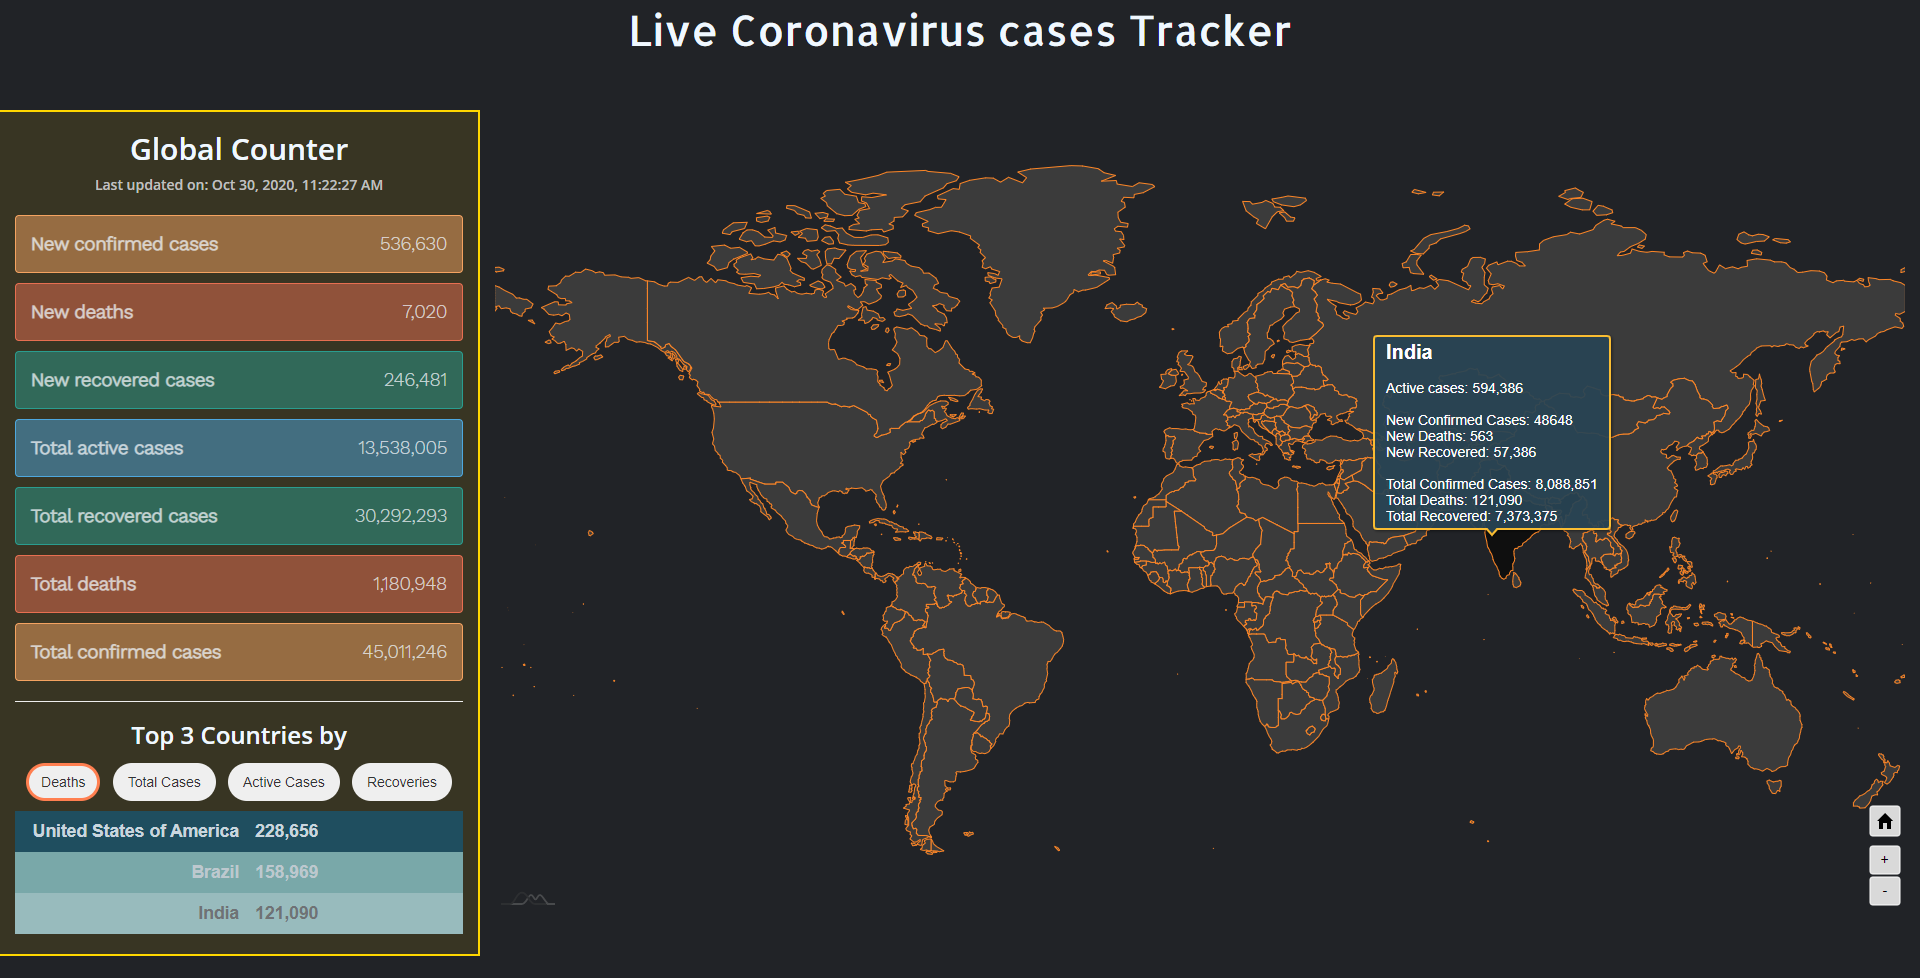 Live Coronavirus cases Tracker
Global Counter
Last updated on: Oct 30, 2020, 11:22:27 AM
New confirmed cases 536,630
New deaths 7,020
New recovered cases 246,481
Total active cases 13,538,005
Total recovered cases 30,292,293
Total deaths 1,180,948
Total confirmed cases 45,011,246
Top 3 Countries by
Deaths Total Cases Active Cases Recoveries
United States of America 228,656
Brazil 158,969
India 121,090
India
Active cases: 594,386
New Confirmed Cases: 48648
New Deaths: 563
New Recovered: 57,386
Total Confirmed Cases: 8,088,851
Total Deaths: 121,090
Total Recovered: 7,373,375
+
-